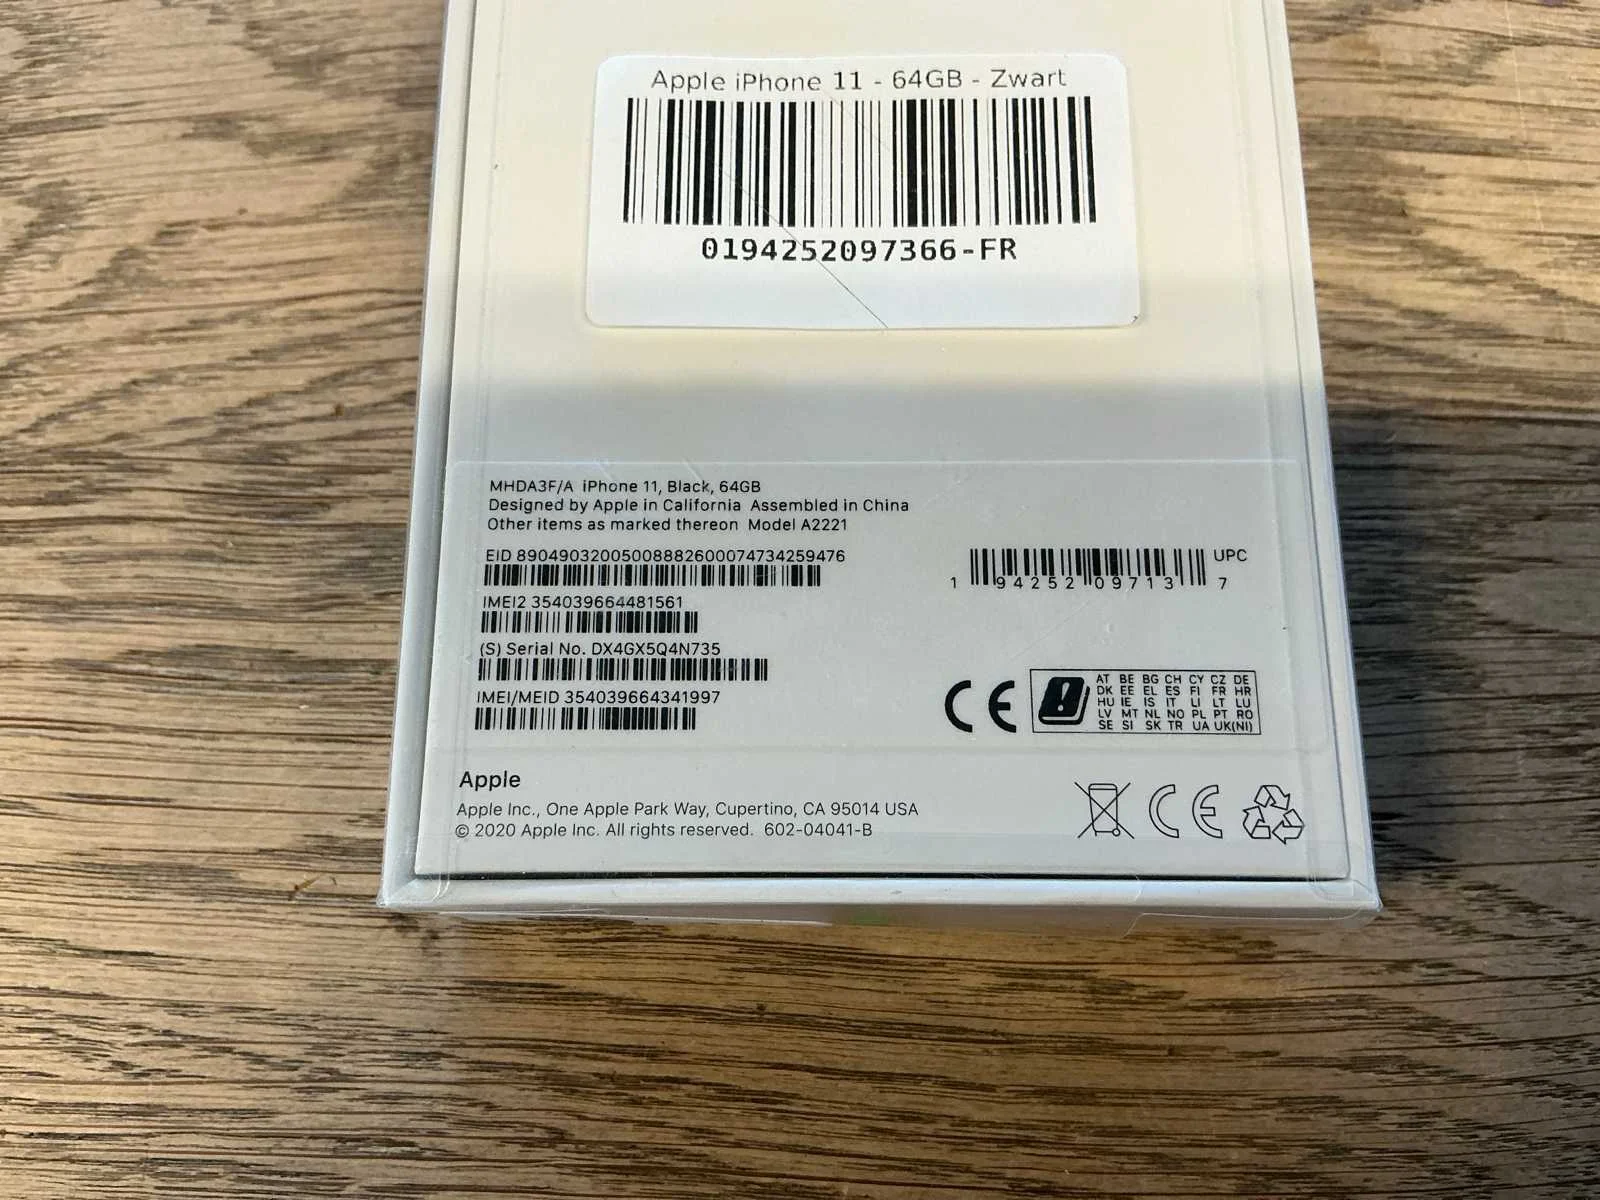 Apple iPhone 11 - 64GB - Zwart
0194252097366-FR
MHDA3F/A iPhone 11, Black, 64GB
Designed by Apple in California Assembled in China
Other items as marked thereon Model A2221
EID 89049032005008882600074734259476
IMEI2 354039664481561
(S) Serial No. DX4GX5Q4N735
IMEI/MEID 354039664341997
UPC
1 94252 09713 7
CE
AT BE BG CH CY CZ DE
DK EE EL ES FI FR HR
HU IE IS IT LI LT LU
LV MT NL NO PL PT RO
SE SI SK TR UA UK(NI)
Apple
Apple Inc., One Apple Park Way, Cupertino, CA 95014 USA
© 2020 Apple Inc. All rights reserved. 602-04041-B
CE